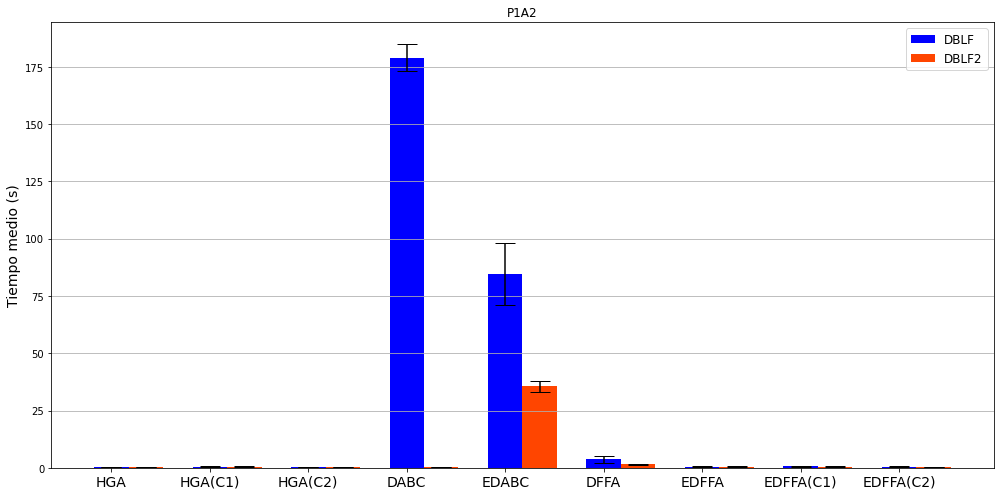 P1A2
DBLF
DBLF2
Tiempo medio (s)
175
150
125
100
75
50
25
0
HGA HGA(C1) HGA(C2) DABC EDABC DFFA EDFFA EDFFA(C1) EDFFA(C2)